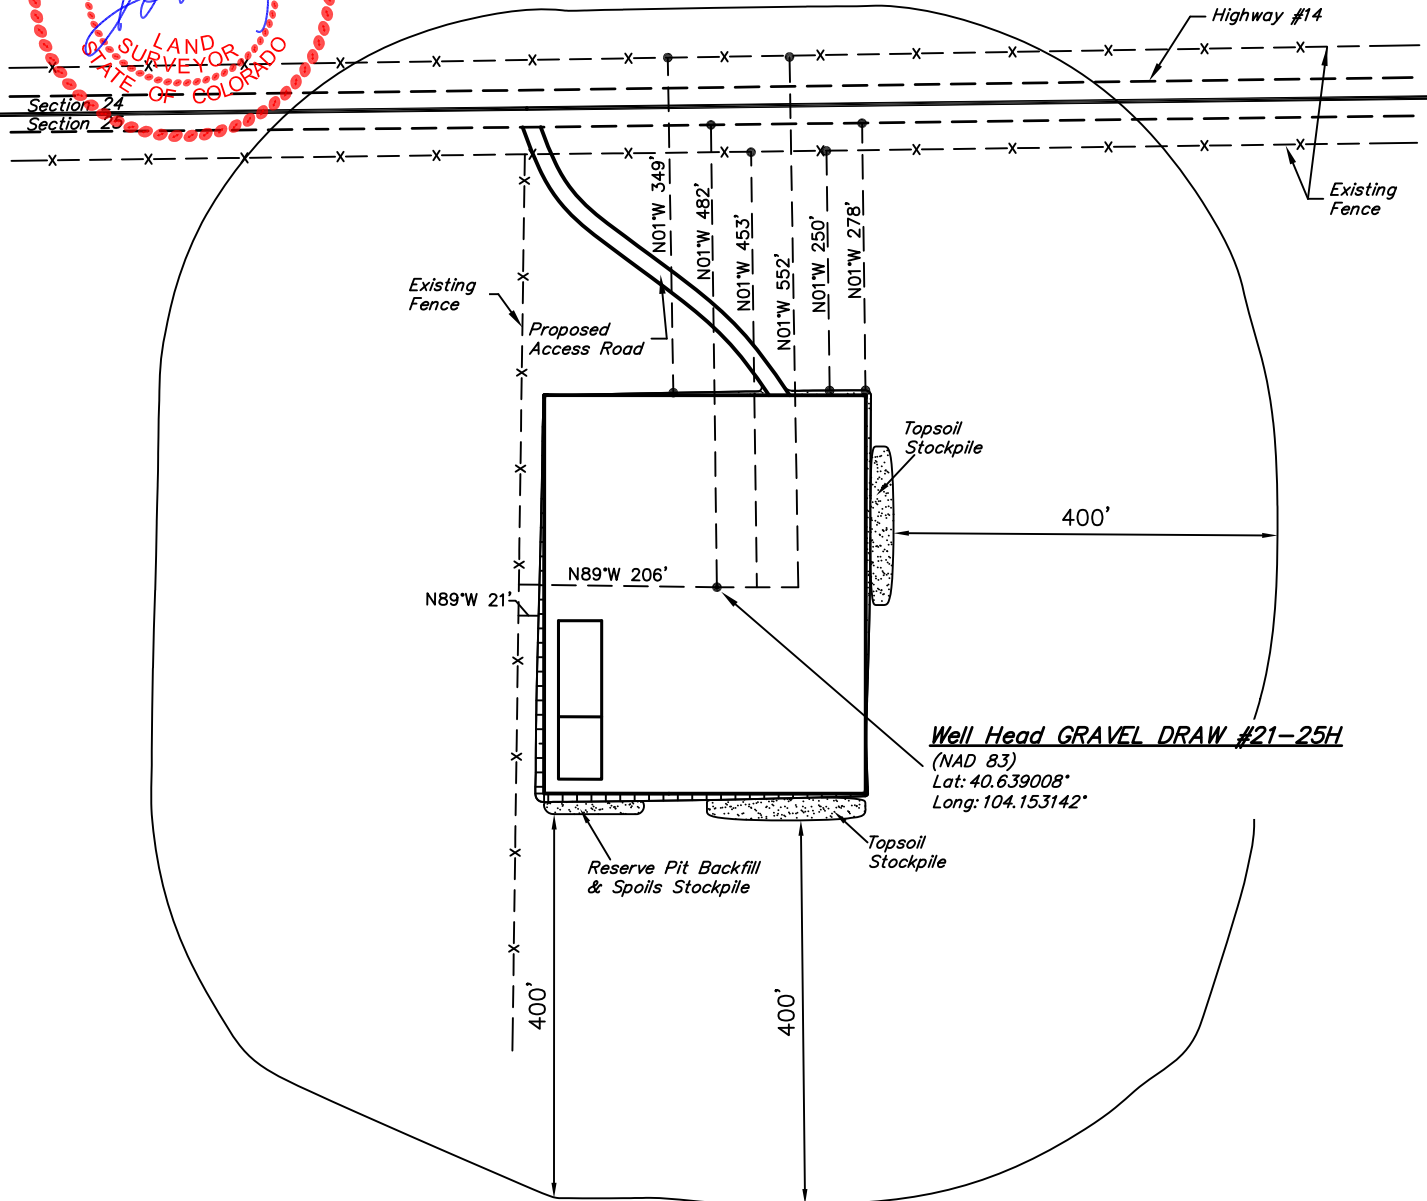 Highway #14
LAND
SURVEYOR
STATE OF COLORADO
Section 24
Section 25
Existing
Fence
N01°W 349'
N01°W 482'
N01°W 453'
N01°W 552'
N01°W 250'
N01°W 278'
Existing
Fence
Proposed
Access Road
Topsoil
Stockpile
400'
N89°W 206'
N89°W 21'
Well Head GRAVEL DRAW #21-25H
(NAD 83)
Lat: 40.639008°
Long: 104.153142°
Topsoil
Stockpile
Reserve Pit Backfill
& Spoils Stockpile
400'
400'